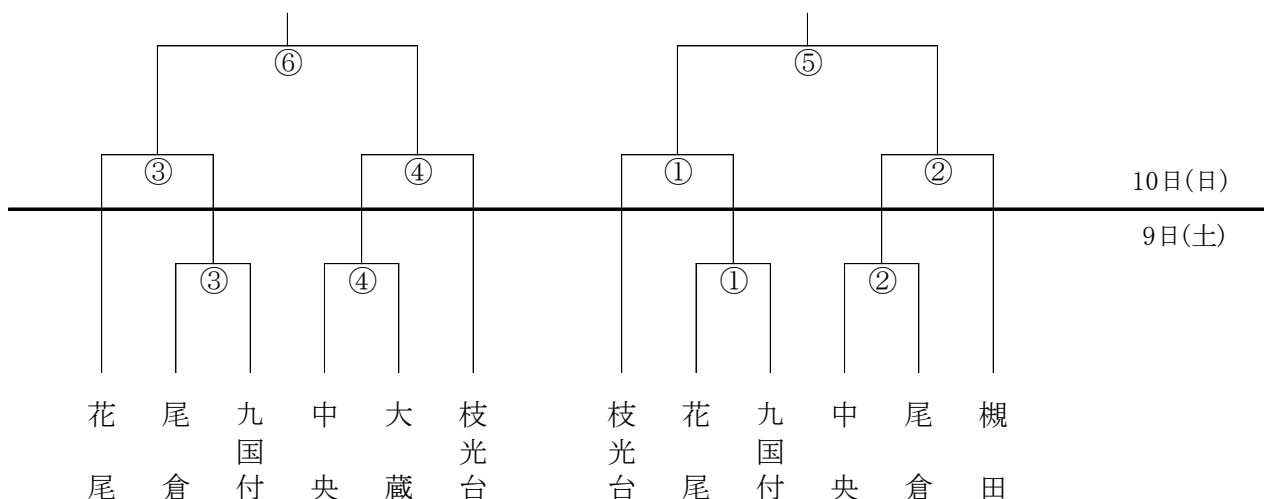 ⑥ ⑤
③ ④ ① ②
10日(日)
9日(土)
③ ④ ① ②
花尾 尾倉 九国付 中央 大蔵 枝光台 枝光台 花尾 九国付 中央 尾倉 槻田